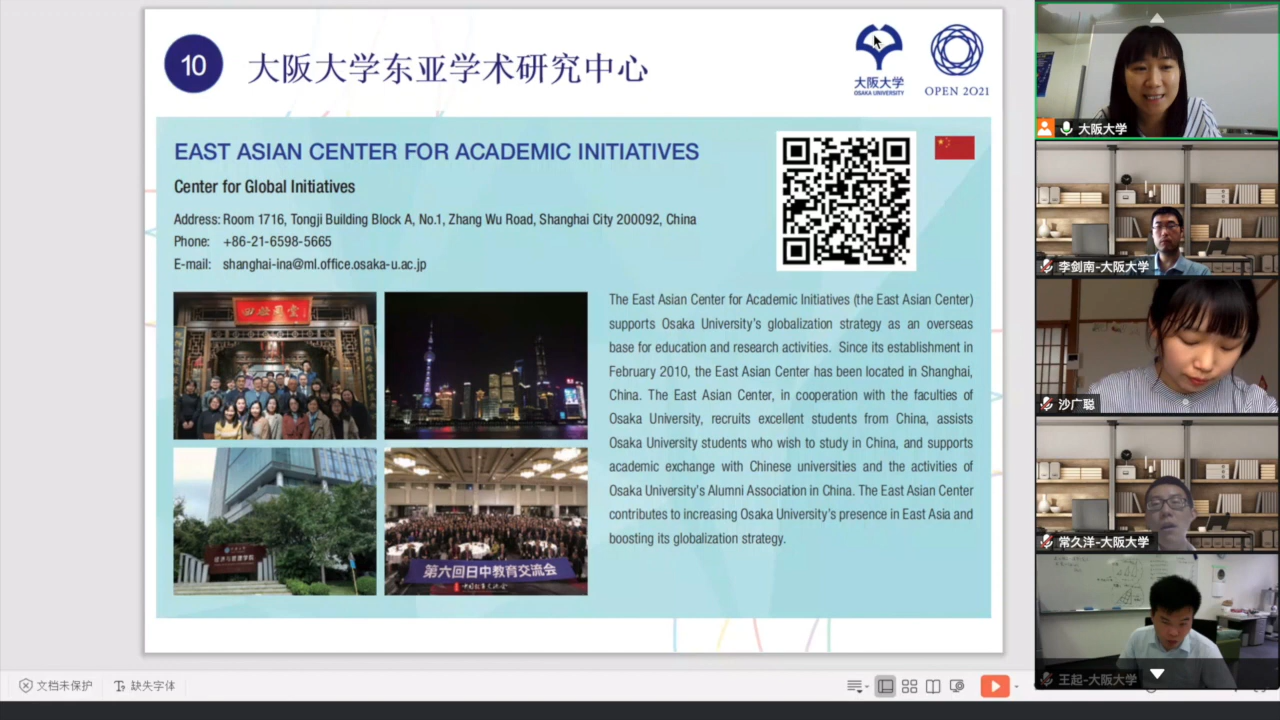 10
大阪大学东亚学术研究中心
大阪大学
OSAKA UNIVERSITY
OPEN 2O21
EAST ASIAN CENTER FOR ACADEMIC INITIATIVES
Center for Global Initiatives
Address: Room 1716, Tongji Building Block A, No.1, Zhang Wu Road, Shanghai City 200092, China
Phone: +86-21-6598-5665
E-mail: shanghai-ina@ml.office.osaka-u.ac.jp
The East Asian Center for Academic Initiatives (the East Asian Center)
supports Osaka University's globalization strategy as an overseas
base for education and research activities. Since its establishment in
February 2010, the East Asian Center has been located in Shanghai,
China. The East Asian Center, in cooperation with the faculties of
Osaka University, recruits excellent students from China, assists
Osaka University students who wish to study in China, and supports
academic exchange with Chinese universities and the activities of
Osaka University's Alumni Association in China. The East Asian Center
contributes to increasing Osaka University's presence in East Asia and
boosting its globalization strategy.
经济与管理学院
第六回日中教育交流会
大阪大学
李剑南-大阪大学
沙广聪
常久洋-大阪大学
王起-大阪大学
文档未保护
缺失字体